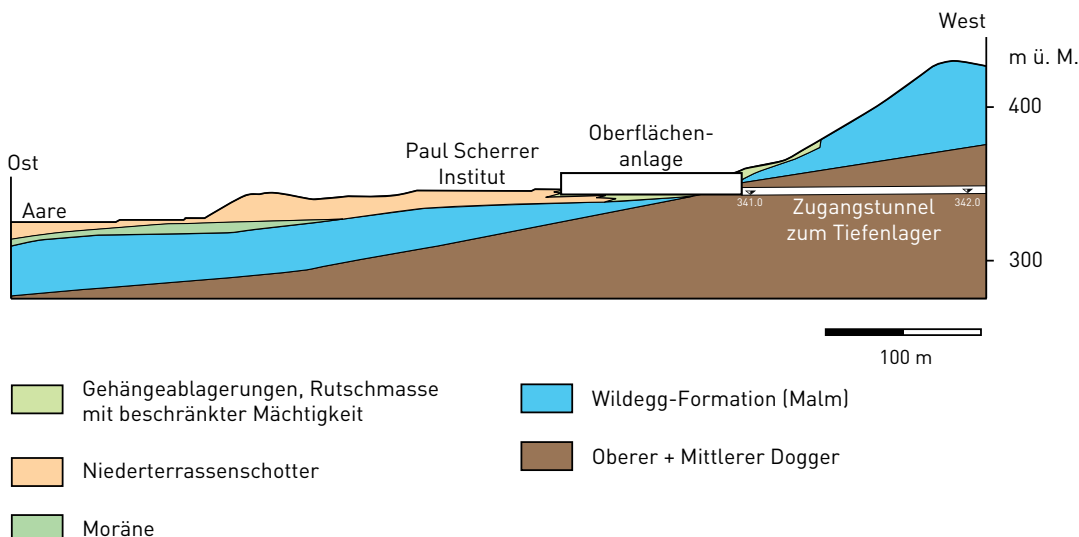 West
m ü. M.
400
Oberflächen-
anlage
Paul Scherrer
Institut
Ost
Aare
341.0
342.0
Zugangstunnel
zum Tiefenlager
300
100 m
Gehängeablagerungen, Rutschmasse
mit beschränkter Mächtigkeit
Niederterrassenschotter
Moräne
Wildegg-Formation (Malm)
Oberer + Mittlerer Dogger